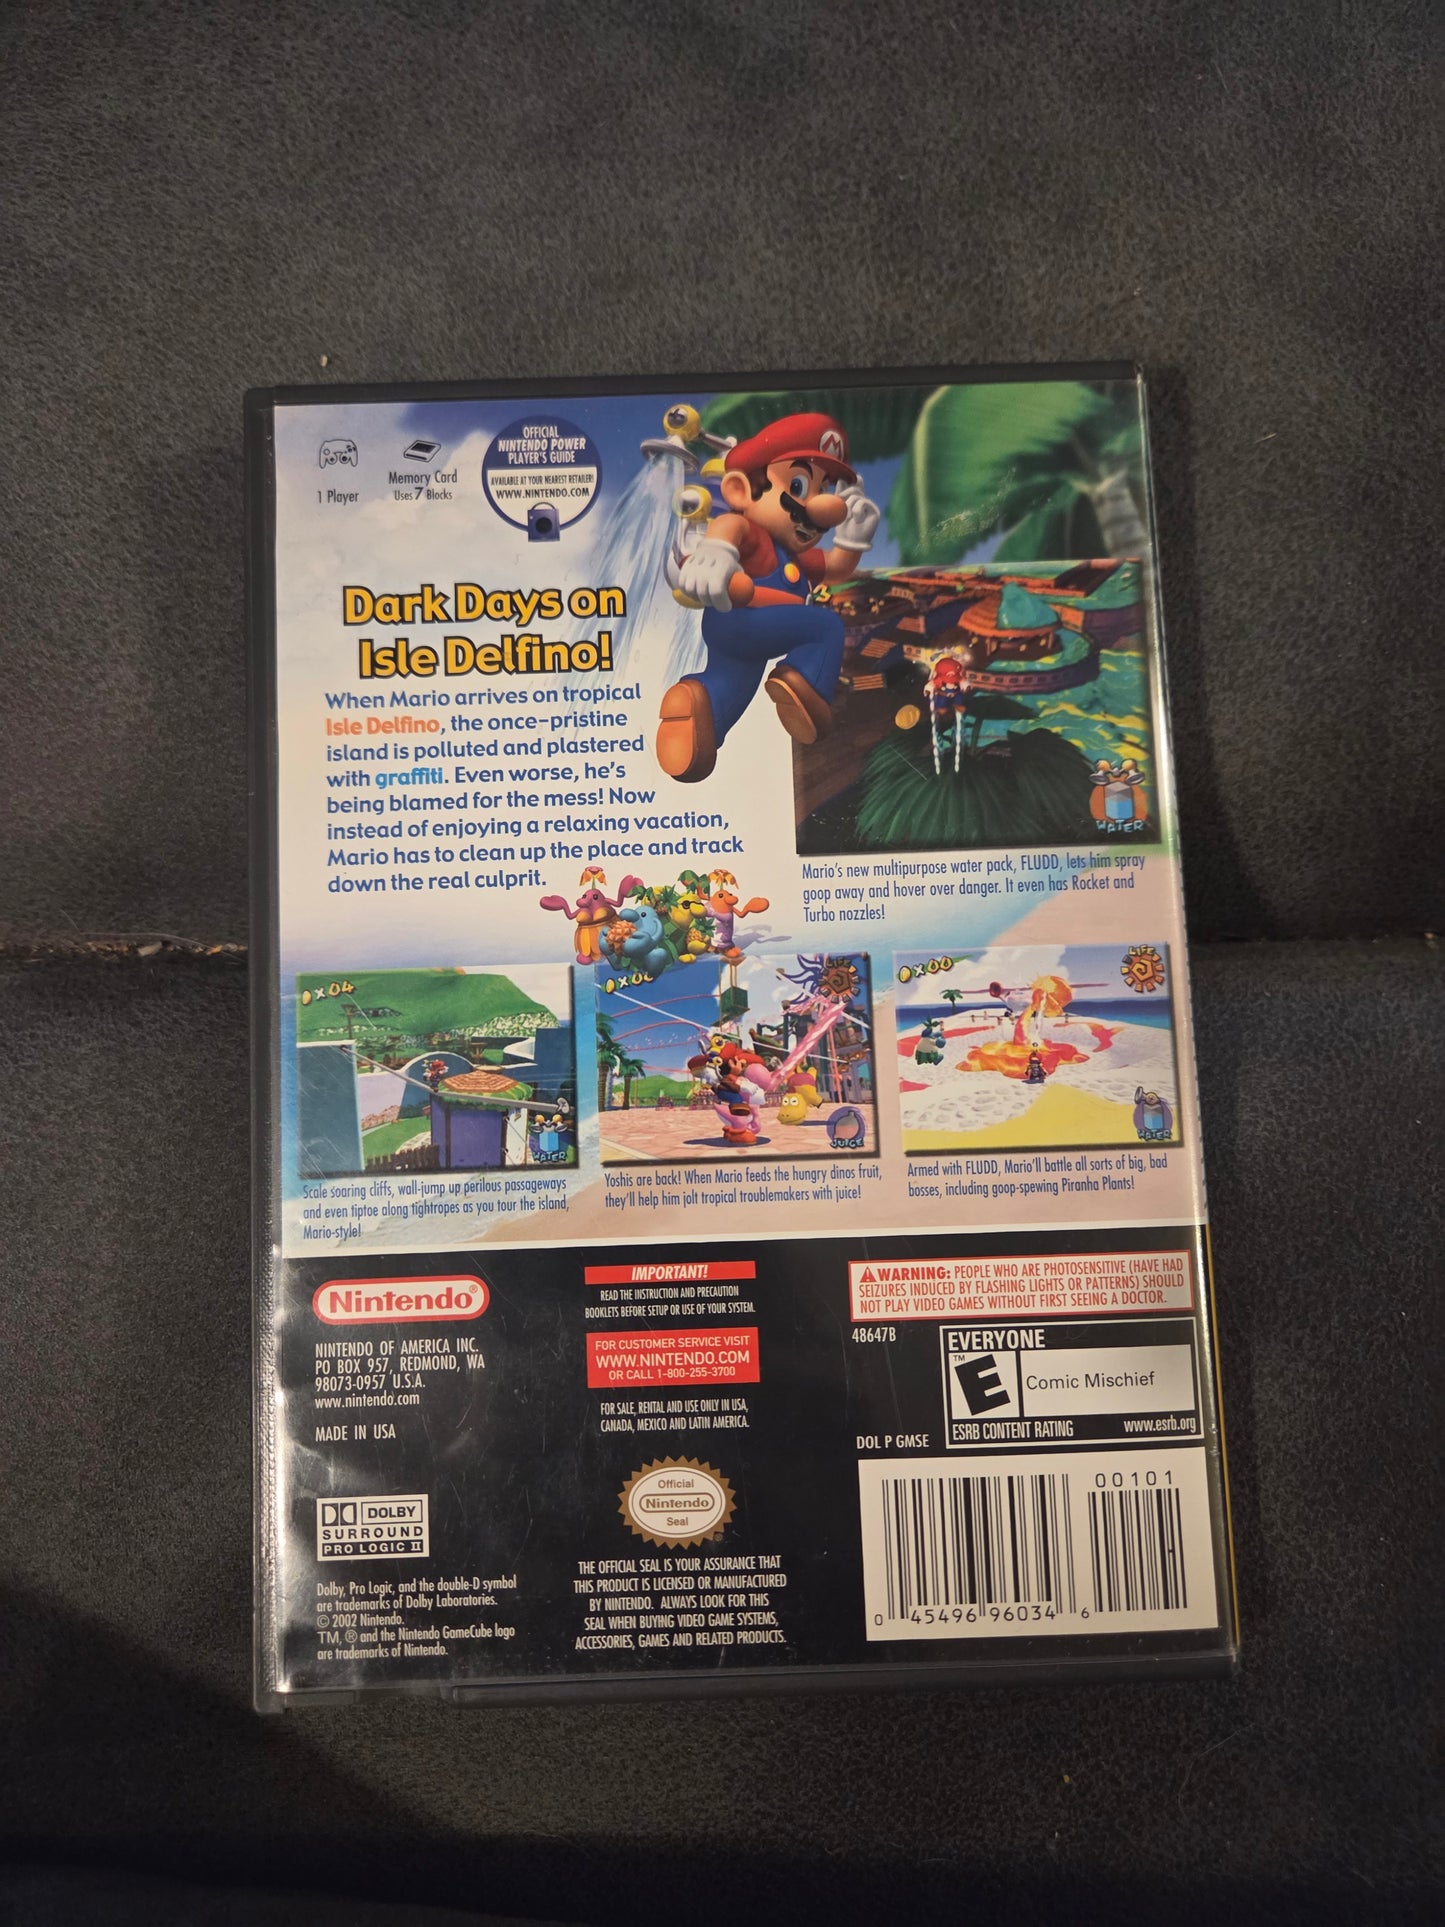 1 Player
Memory Card
Uses 7 Blocks
OFFICIAL
NINTENDO POWER
PLAYER'S GUIDE
AVAILABLE AT YOUR NEAREST RETAILER!
WWW.NINTENDO.COM
M
Dark Days on
Isle Delfino!
When Mario arrives on tropical
Isle Delfino, the once-pristine
island is polluted and plastered
with graffiti. Even worse, he's
being blamed for the mess! Now
instead of enjoying a relaxing vacation,
Mario has to clean up the place and track
down the real culprit.
WATER
Mario's new multipurpose water pack, FLUDD, lets him spray
goop away and hover over danger. It even has Rocket and
Turbo nozzles!
x04
WATER
Scale soaring cliffs, wall-jump up perilous passageways
and even tiptoe along tightropes as you tour the island,
Mario-style!
LIFE
JUICE
Yoshis are back! When Mario feeds the hungry dinos fruit,
they'll help him jolt tropical troublemakers with juice!
x00
LIFE
WATER
Armed with FLUDD, Mario'll battle all sorts of big, bad
bosses, including goop-spewing Piranha Plants!
Nintendo®
NINTENDO OF AMERICA INC.
PO BOX 957, REDMOND, WA
98073-0957 U.S.A.
www.nintendo.com
MADE IN USA
DOLBY
SURROUND
PRO LOGIC II
Dolby, Pro Logic, and the double-D symbol
are trademarks of Dolby Laboratories.
© 2002 Nintendo.
TM, ® and the Nintendo GameCube logo
are trademarks of Nintendo.
IMPORTANT!
READ THE INSTRUCTION AND PRECAUTION
BOOKLETS BEFORE SETUP OR USE OF YOUR SYSTEM.
FOR CUSTOMER SERVICE VISIT
WWW.NINTENDO.COM
OR CALL 1-800-255-3700
FOR SALE, RENTAL AND USE ONLY IN USA,
CANADA, MEXICO AND LATIN AMERICA.
Official
Nintendo
Seal
THE OFFICIAL SEAL IS YOUR ASSURANCE THAT
THIS PRODUCT IS LICENSED OR MANUFACTURED
BY NINTENDO. ALWAYS LOOK FOR THIS
SEAL WHEN BUYING VIDEO GAME SYSTEMS,
ACCESSORIES, GAMES AND RELATED PRODUCTS.
WARNING: PEOPLE WHO ARE PHOTOSENSITIVE (HAVE HAD
SEIZURES INDUCED BY FLASHING LIGHTS OR PATTERNS) SHOULD
NOT PLAY VIDEO GAMES WITHOUT FIRST SEEING A DOCTOR.
48647B
EVERYONE
TM
E
Comic Mischief
ESRB CONTENT RATING www.esrb.org
DOL P GMSE
00101
0 45496 96034 6